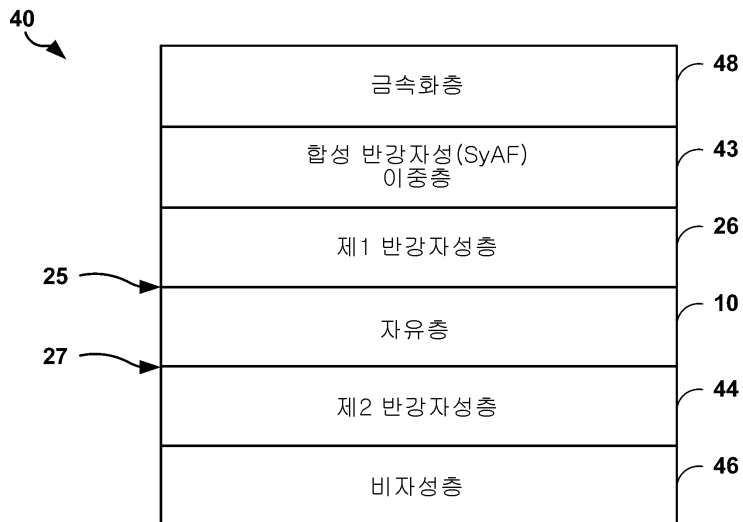 40
금속화층
48
합성 반강자성(SyAF)
이중층
43
제1 반강자성층
26
25
자유층
10
27
제2 반강자성층
44
비자성층
46